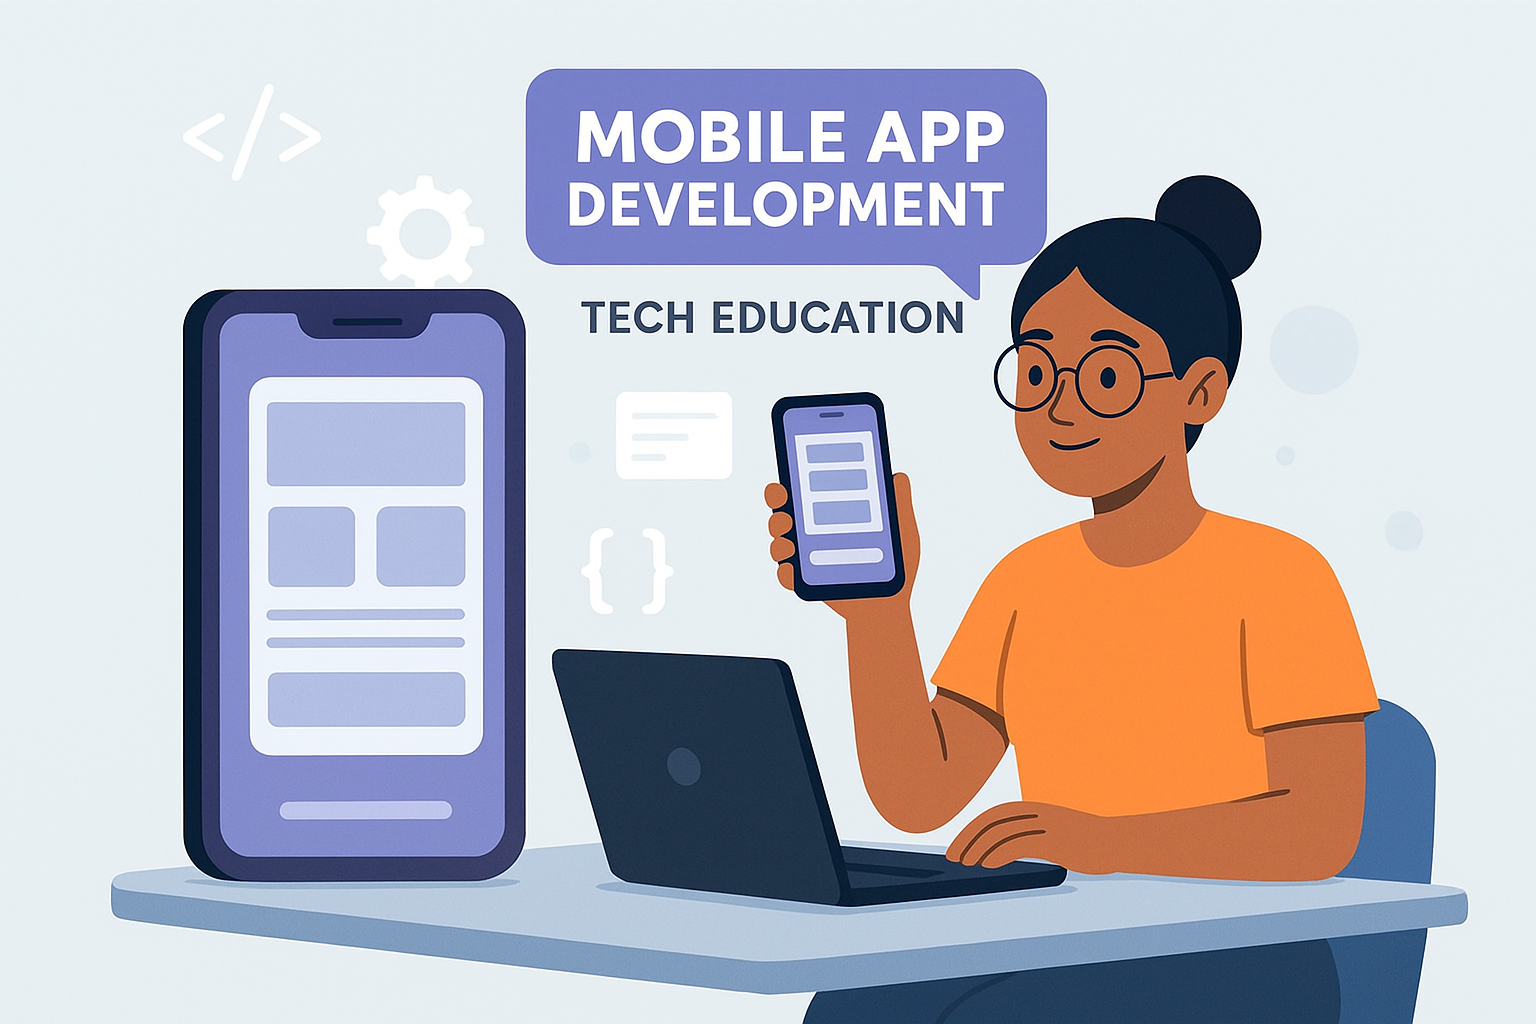 MOBILE APP
DEVELOPMENT
TECH EDUCATION
</>
{}